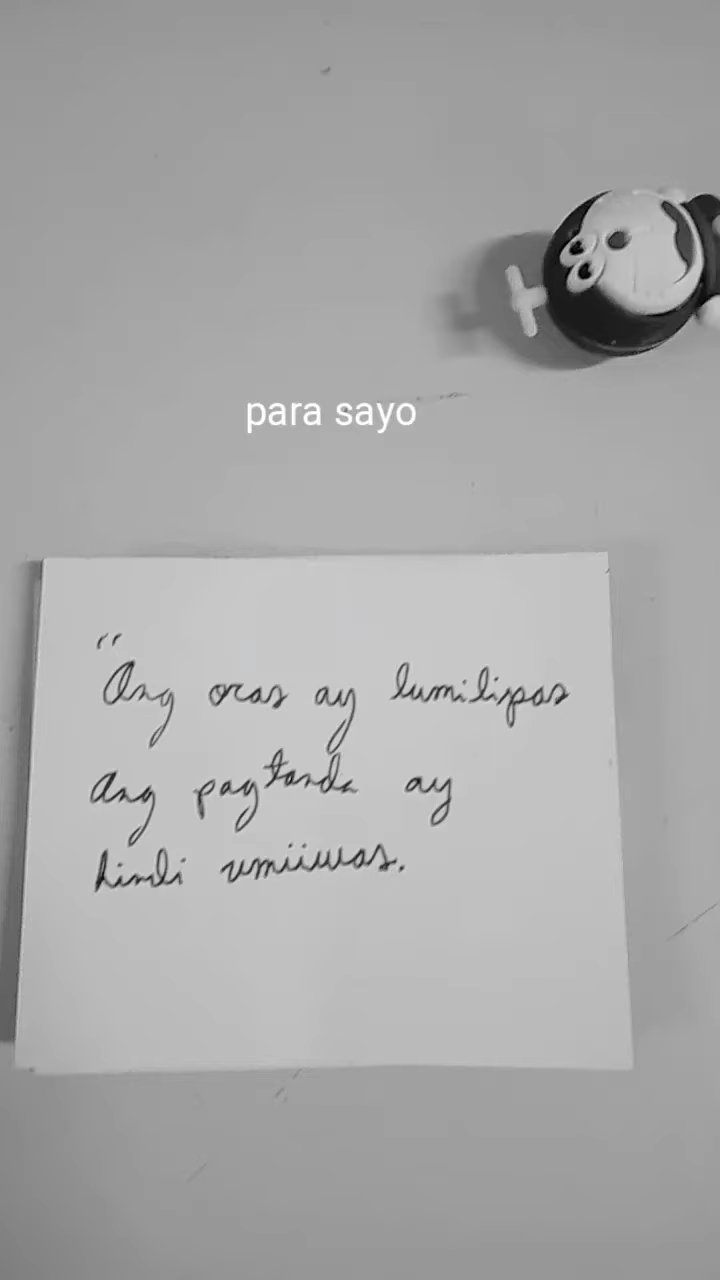 para sayo
"Ang oras ay lumilipas
Ang pagtanda ay
hindi umiiwas.